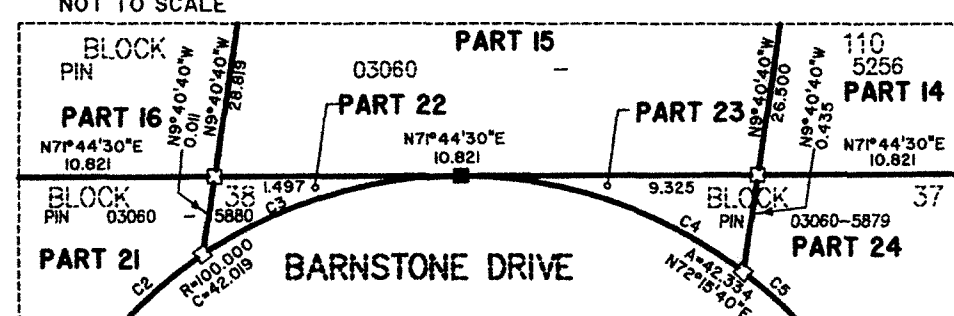 NOT TO SCALE
BLOCK
PART 15
110
PIN
03060
-
5256
PART 16
N9°40'40"W
0.011
N9°40'40"W
28.819
PART 22
PART 23
N9°40'40"W
26.500
N9°40'40"W
0.435
PART 14
N71°44'30"E
10.821
N71°44'30"E
10.821
N71°44'30"E
10.821
BLOCK
38
1.497
9.325
BLOCK
37
PIN
03060
-
5880
C3
C4
PIN
03060-5879
PART 21
PART 24
BARNSTONE DRIVE
C2
R=100.000
C=42.019
A=42.334
N72°15'40"E
C5